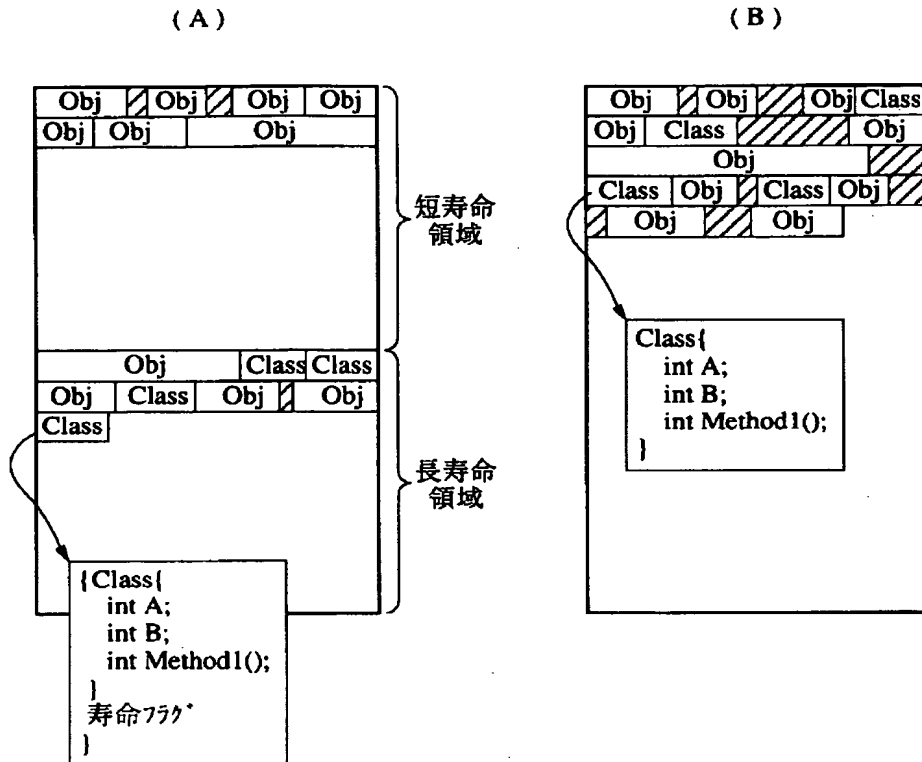 (A)
Obj Obj Obj Obj
Obj Obj Obj
短寿命
領域
Obj Class Class
Obj Class Obj Obj
Class
長寿命
領域
{Class{
int A;
int B;
int Method1();
}
寿命ﾌﾗｸﾞ
}
(B)
Obj Obj Obj Class
Obj Class Obj
Obj
Class Obj Class Obj
Obj Obj
Class{
int A;
int B;
int Method1();
}